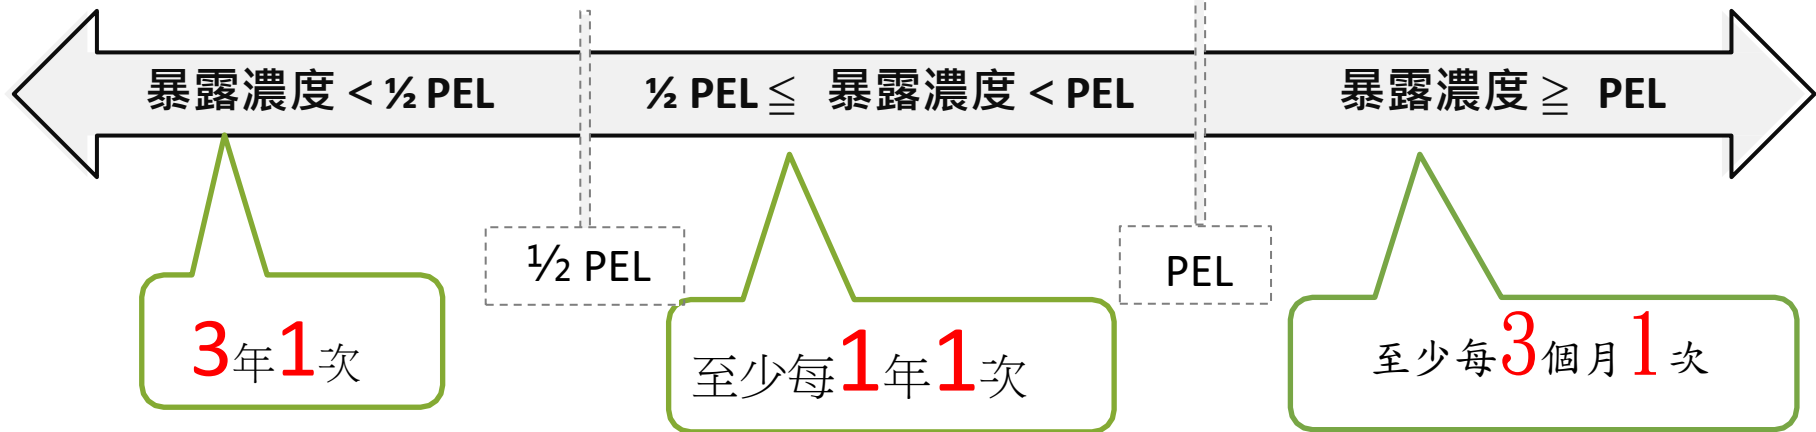 暴露濃度 < ½ PEL
½ PEL ≦ 暴露濃度 < PEL
暴露濃度 ≧ PEL
½ PEL
PEL
3年1次
至少每1年1次
至少每3個月1次